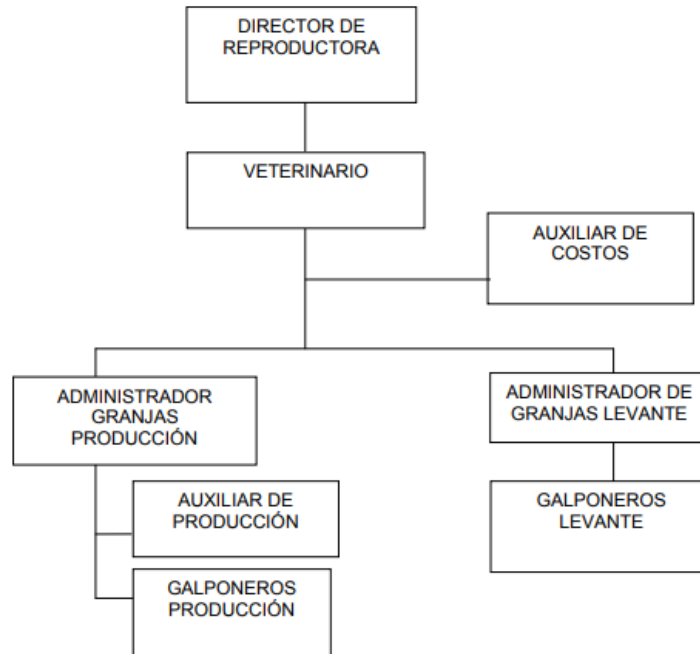 DIRECTOR DE
REPRODUCTORA
VETERINARIO
AUXILIAR DE
COSTOS
ADMINISTRADOR
GRANJAS
PRODUCCIÓN
ADMINISTRADOR DE
GRANJAS LEVANTE
AUXILIAR DE
PRODUCCIÓN
GALPONEROS
LEVANTE
GALPONEROS
PRODUCCIÓN